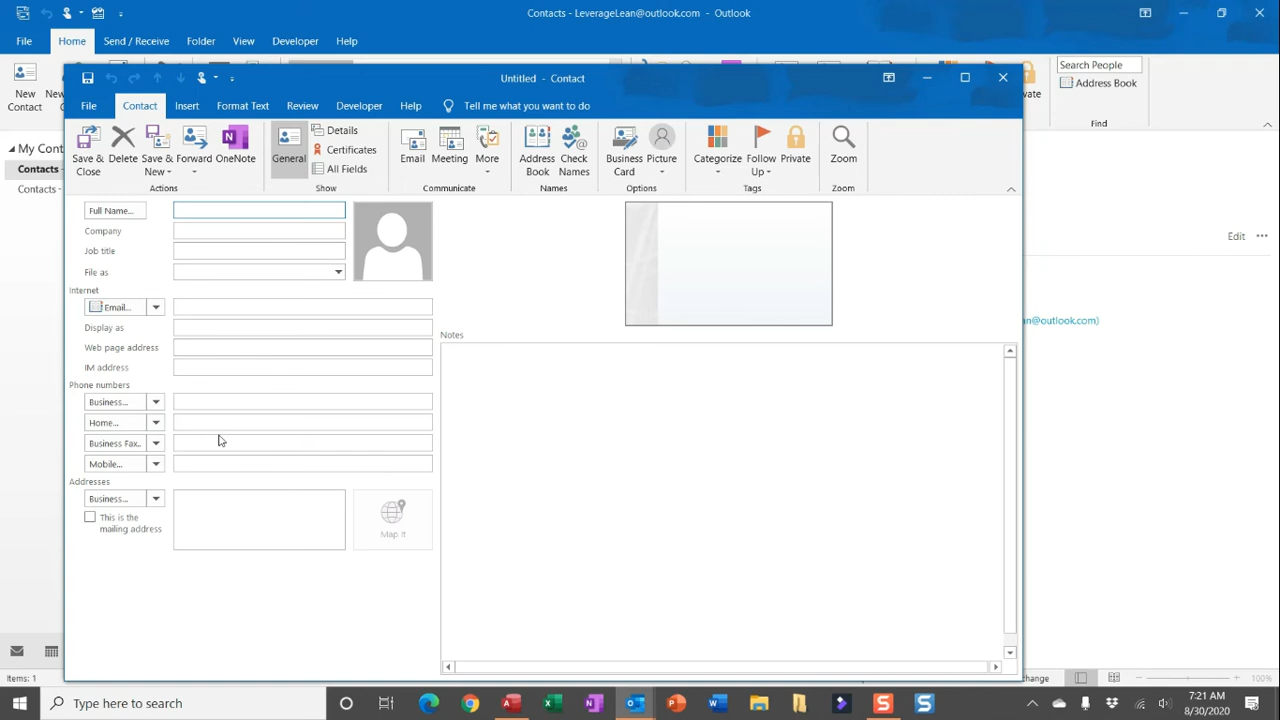 Contacts - LeverageLean@outlook.com - Outlook
File Home Send / Receive Folder View Developer Help
Search People
New Contact
Address Book
Find
My Cont
Contacts -
Contacts -
Edit
an@outlook.com)
Untitled - Contact
File Contact Insert Format Text Review Developer Help Tell me what you want to do
Save & Close
Delete
Save & New
Forward
OneNote
Actions
General
Details
Certificates
All Fields
Show
Email
Meeting
More
Communicate
Address Book
Check Names
Names
Business Card
Picture
Options
Categorize
Follow Up
Private
Tags
Zoom
Zoom
Full Name...
Company
Job title
File as
Internet
Email...
Display as
Web page address
IM address
Phone numbers
Business...
Home...
Business Fax..
Mobile...
Addresses
Business...
This is the
mailing address
Map It
Notes
Items: 1
change
100%
Type here to search
7:21 AM
8/30/2020